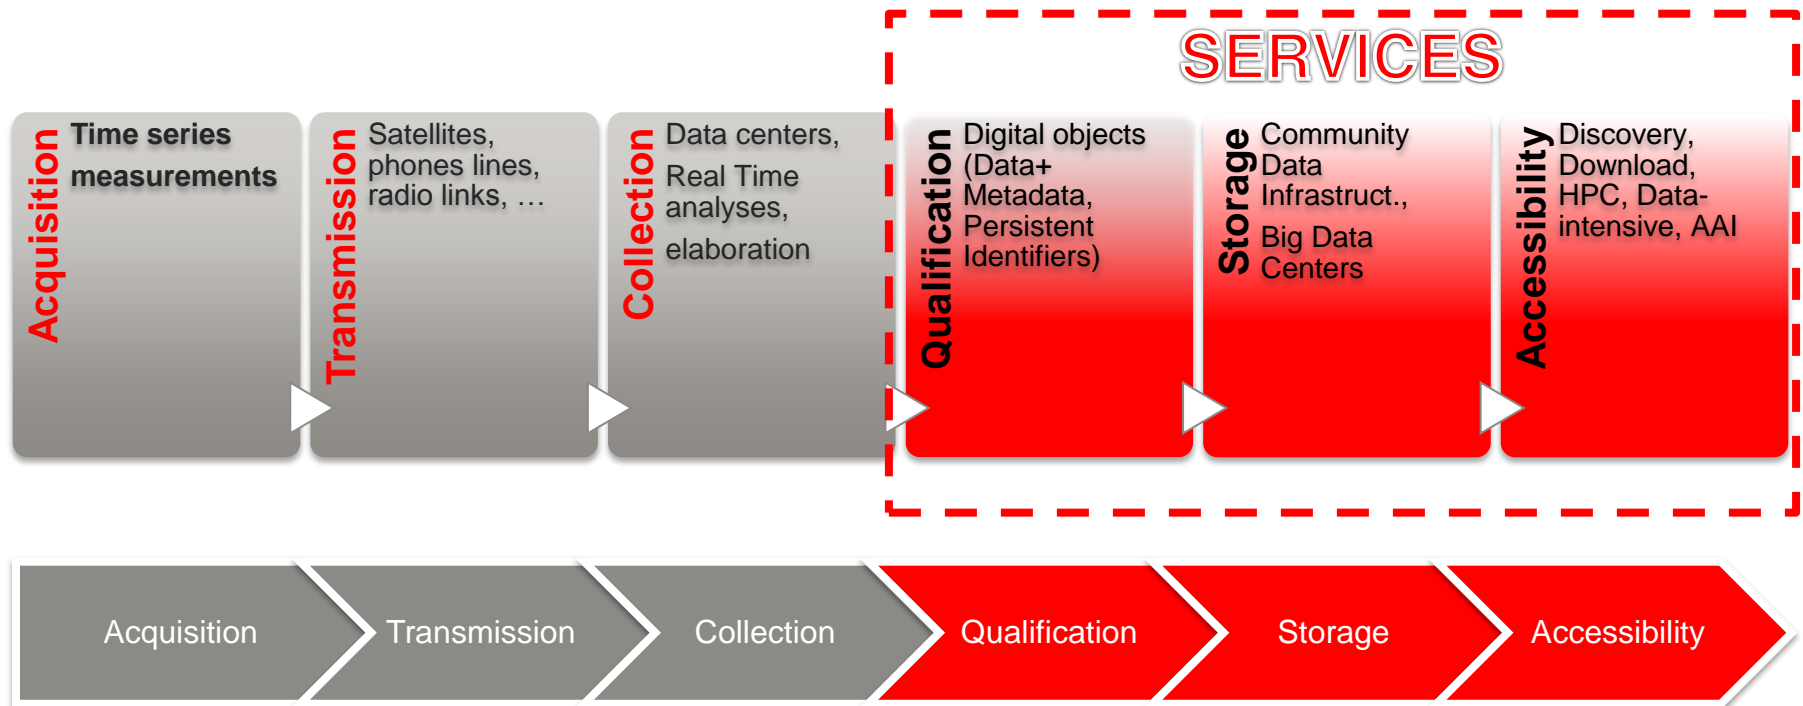 SERVICES
Acquisition
Time series
measurements
Transmission
Satellites,
phones lines,
radio links, …
Collection
Data centers,
Real Time
analyses,
elaboration
Qualification
Digital objects
(Data+
Metadata,
Persistent
Identifiers)
Storage
Community
Data
Infrastruct.,
Big Data
Centers
Accessibility
Discovery,
Download,
HPC, Data-
intensive, AAI
Acquisition
Transmission
Collection
Qualification
Storage
Accessibility